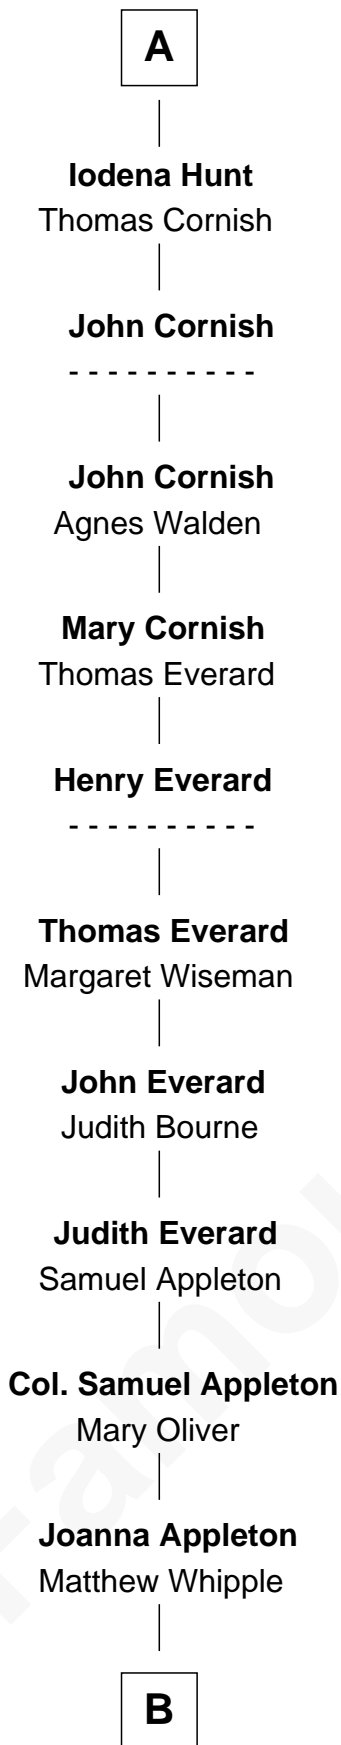 A
Iodena Hunt
Thomas Cornish
John Cornish
- - - - - - - - - -
John Cornish
Agnes Walden
Mary Cornish
Thomas Everard
Henry Everard
- - - - - - - - - -
Thomas Everard
Margaret Wiseman
John Everard
Judith Bourne
Judith Everard
Samuel Appleton
Col. Samuel Appleton
Mary Oliver
Joanna Appleton
Matthew Whipple
B
Famou